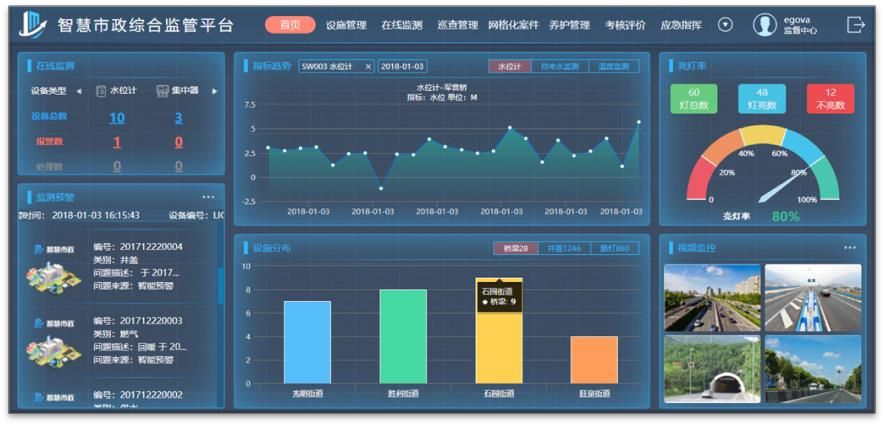 智慧市政综合监管平台
首页 设施管理 在线监测 巡查管理 网格化案件 养护管理 考核评价 应急指挥
egova
监督中心
在线监测
设备类型 水位计 集中器
设备总数 10 3
报警数 1 0
处理数 0 0
监测预警
时间： 2018-01-03 16:15:43 设备编号：LIC
智慧市政
编号：201712220004
类别：井盖
问题描述：于 2017...
问题来源：智能预警
智慧市政
编号：201712220003
类别：燃气
问题描述：回暖 于 20...
问题来源：智能预警
智慧市政
编号：201712220002
类别：供水
指标趋势 SW003 水位计 × 2018-01-03 水位计 自来水监测 温度监测
水位计--军营桥
指标：水位 单位：M
7.5
5
2.5
0
-2.5
2018-01-03 2018-01-03 2018-01-03 2018-01-03 2018-01-03 2018-01-03
设施分布 桥梁28 井盖1246 路灯860
10
8
6
4
2
0
石园街道
桥梁: 9
光明街道 胜利街道 石园街道 旺泉街道
亮灯率
60 48 12
灯总数 灯亮数 不亮数
0 20% 40% 60% 80% 100%
亮灯率 80%
视频监控